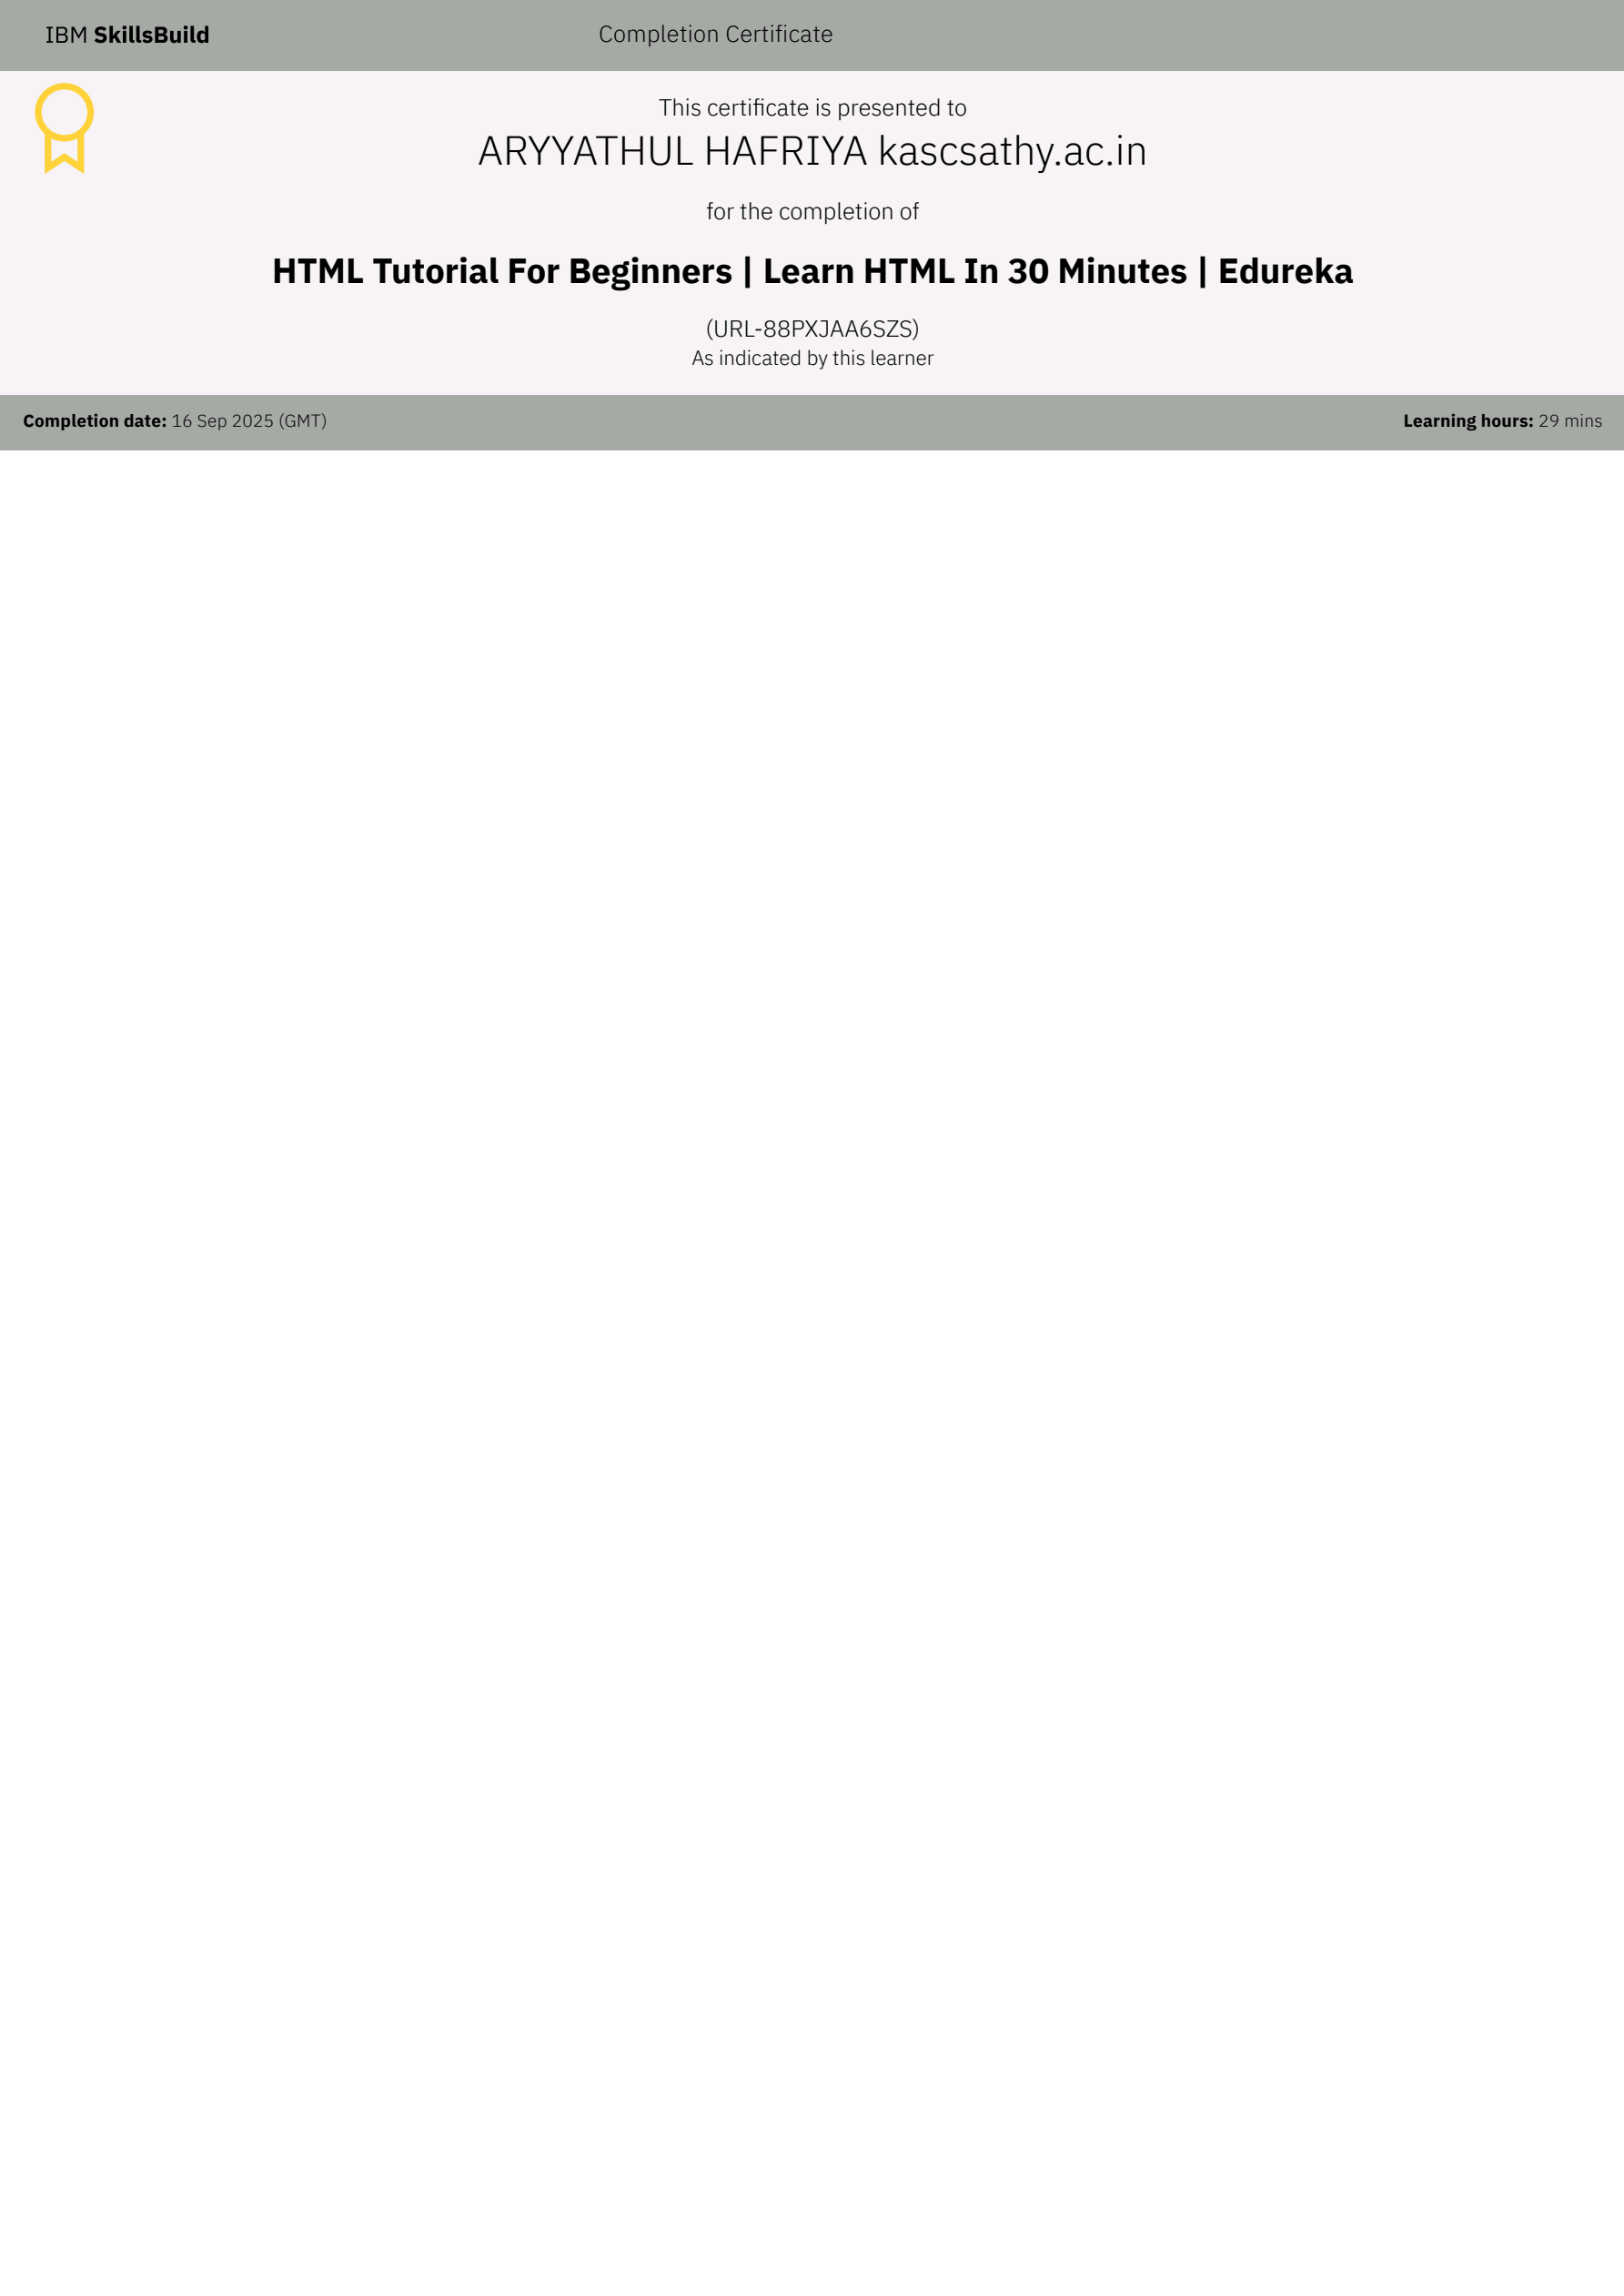 IBM SkillsBuild
Completion Certificate
This certificate is presented to
ARYYATHUL HAFRIYA kascsathy.ac.in
for the completion of
HTML Tutorial For Beginners | Learn HTML In 30 Minutes | Edureka
(URL-88PXJAA6SZS)
As indicated by this learner
Completion date: 16 Sep 2025 (GMT)
Learning hours: 29 mins